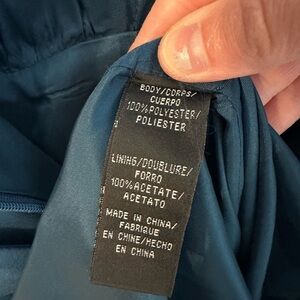 BODY/CORPS/
CUERPO
100%POLYESTER/
POLIESTER
LINING/DOUBLURE/
FORRO
100%ACETATE/
ACETATO
MADE IN CHINA/
FABRIQUE
EN CHINE/HECHO
EN CHINA